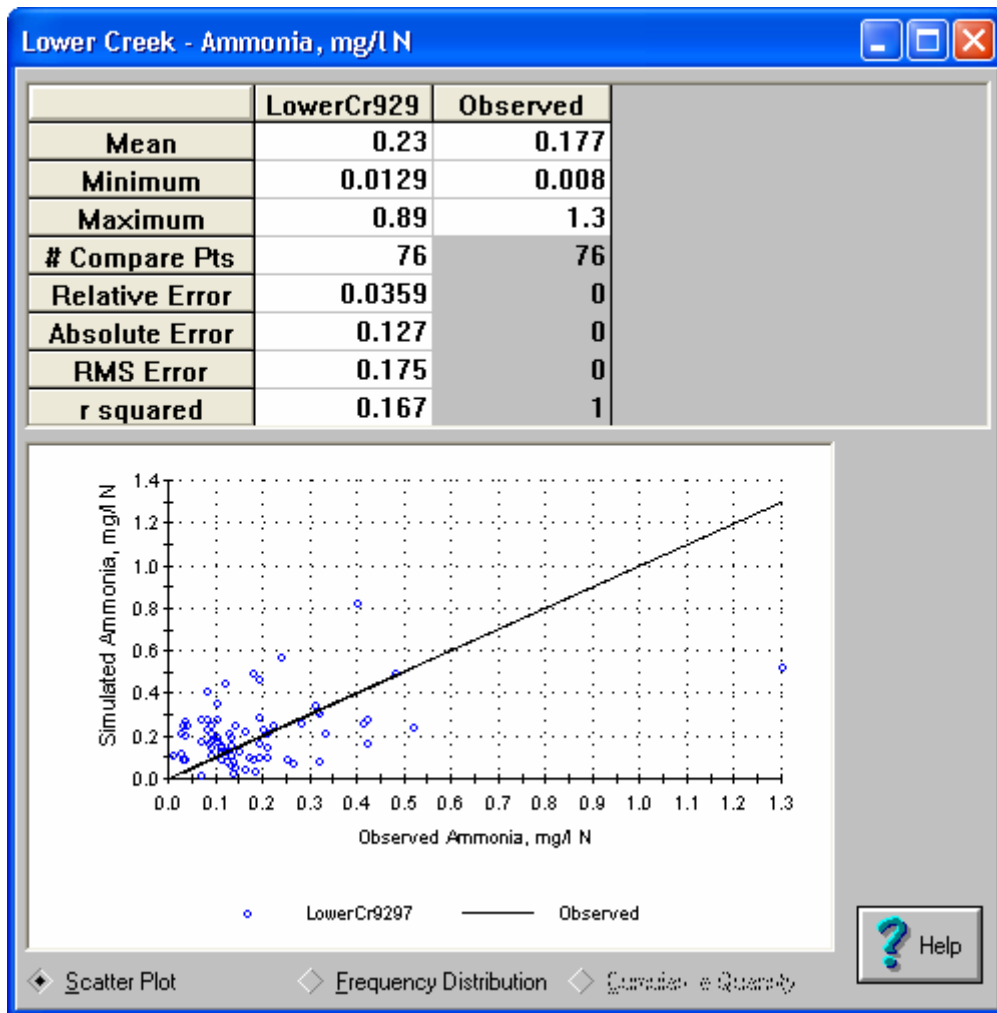 Lower Creek - Ammonia, mg/l N
LowerCr929 Observed
Mean 0.23 0.177
Minimum 0.0129 0.008
Maximum 0.89 1.3
# Compare Pts 76 76
Relative Error 0.0359 0
Absolute Error 0.127 0
RMS Error 0.175 0
r squared 0.167 1
Simulated Ammonia, mg/l N
1.4
1.2
1.0
0.8
0.6
0.4
0.2
0.0
0.0 0.1 0.2 0.3 0.4 0.5 0.6 0.7 0.8 0.9 1.0 1.1 1.2 1.3
Observed Ammonia, mg/l N
LowerCr9297 Observed
? Help
Scatter Plot Frequency Distribution